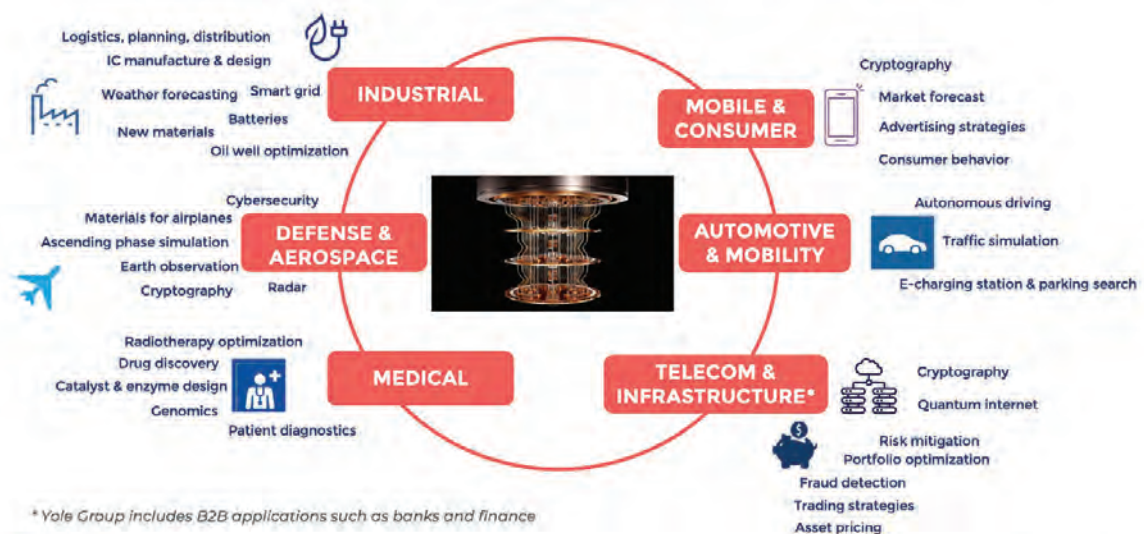 Logistics, planning, distribution
IC manufacture & design
Weather forecasting
Smart grid
Batteries
New materials
Oil well optimization
INDUSTRIAL
Cybersecurity
Materials for airplanes
Ascending phase simulation
Earth observation
Cryptography
Radar
DEFENSE &
AEROSPACE
Radiotherapy optimization
Drug discovery
Catalyst & enzyme design
Genomics
Patient diagnostics
MEDICAL
MOBILE &
CONSUMER
Cryptography
Market forecast
Advertising strategies
Consumer behavior
AUTOMOTIVE
& MOBILITY
Autonomous driving
Traffic simulation
E-charging station & parking search
TELECOM &
INFRASTRUCTURE*
Cryptography
Quantum internet
$
Risk mitigation
Portfolio optimization
Fraud detection
Trading strategies
Asset pricing
* Yole Group includes B2B applications such as banks and finance